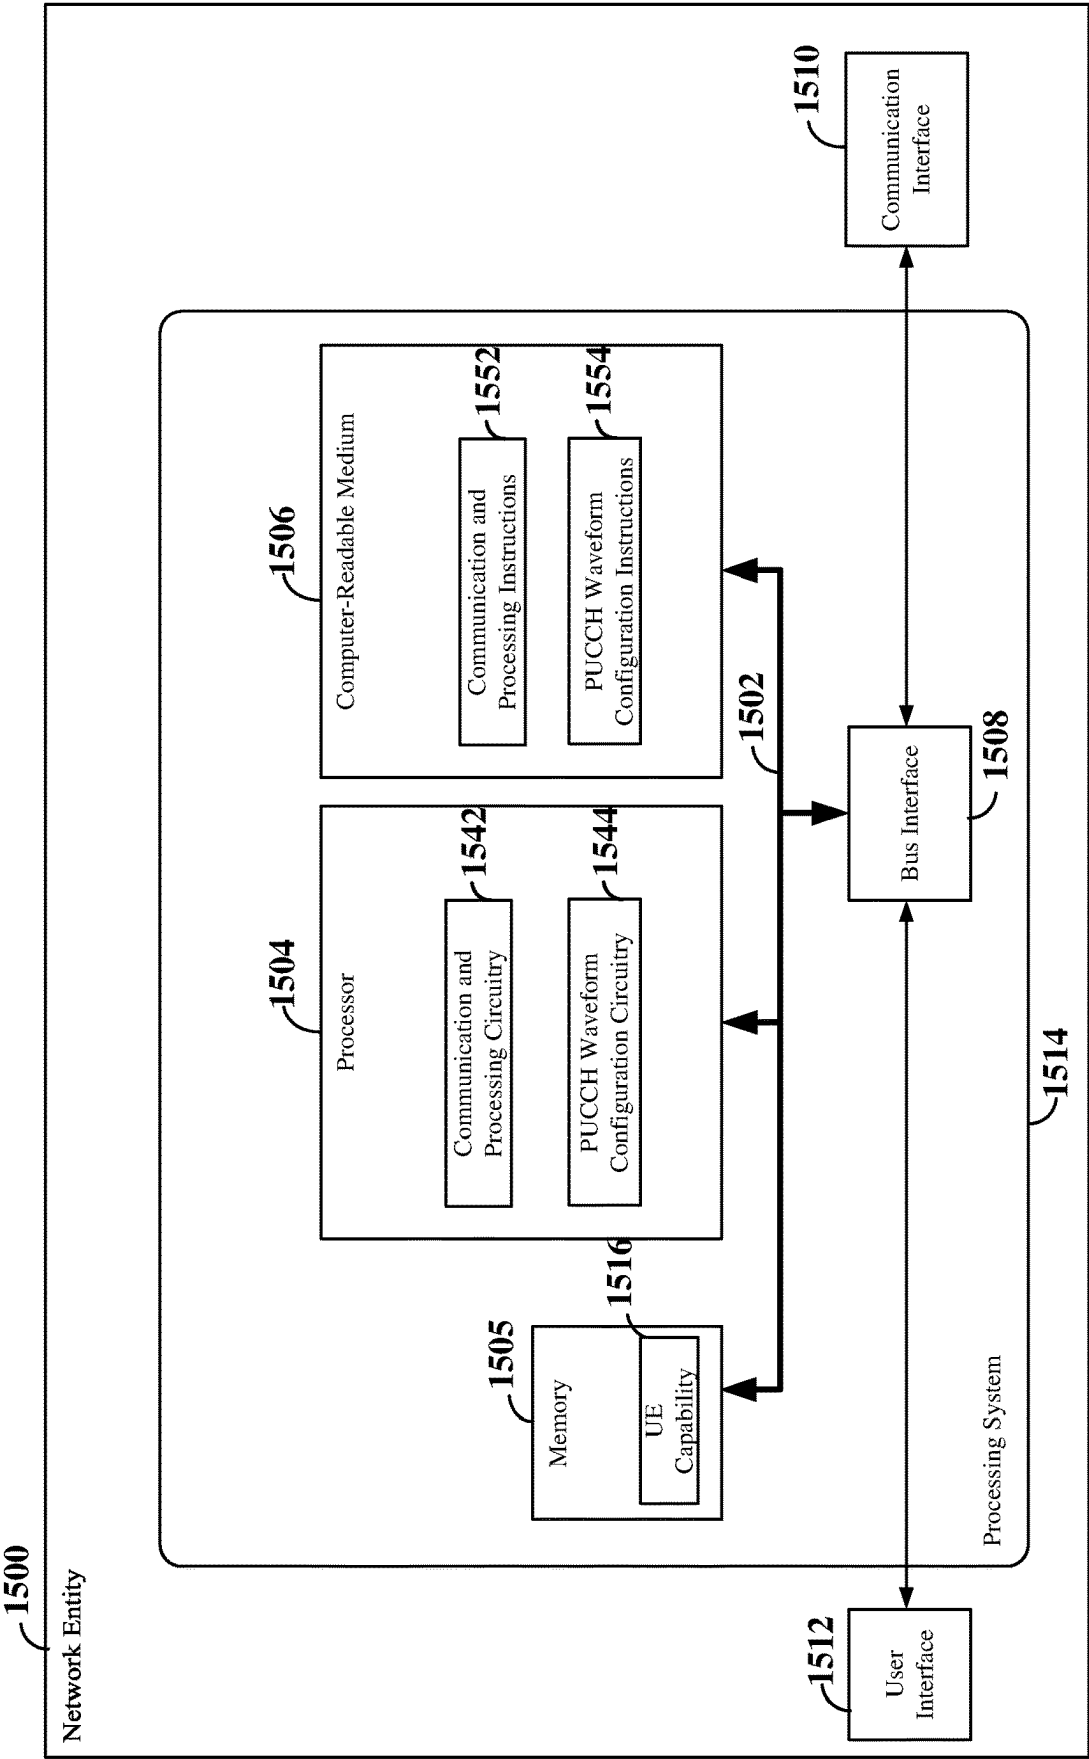 1500
Network Entity
1504
Processor
Communication and
Processing Circuitry
1542
PUCCH Waveform
Configuration Circuitry
1544
1506
Computer-Readable Medium
Communication and
Processing Instructions
1552
PUCCH Waveform
Configuration Instructions
1554
1505
Memory
1516
UE
Capability
1502
Bus Interface
1508
1512
User
Interface
1510
Communication
Interface
Processing System
1514